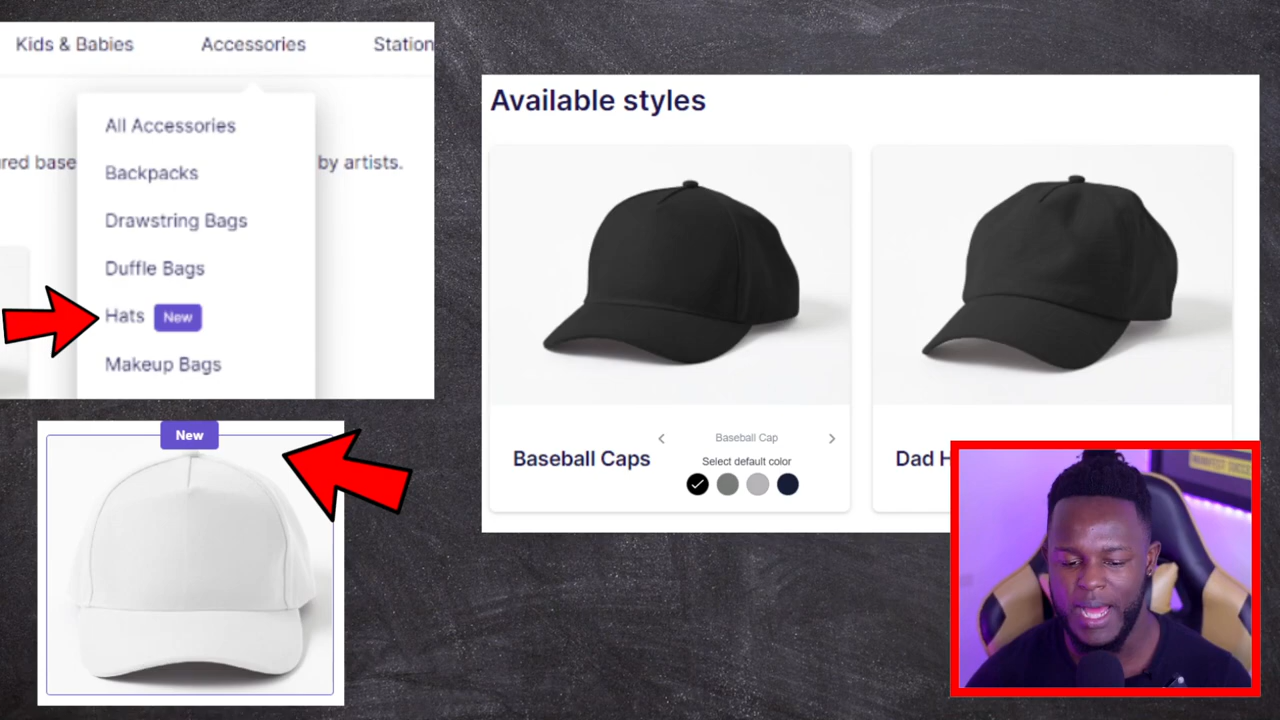 Kids & Babies Accessories Station
All Accessories
ured base by artists.
Backpacks
Drawstring Bags
Duffle Bags
Hats New
Makeup Bags
New
Available styles
Baseball Cap
Baseball Caps
Select default color
Dad H